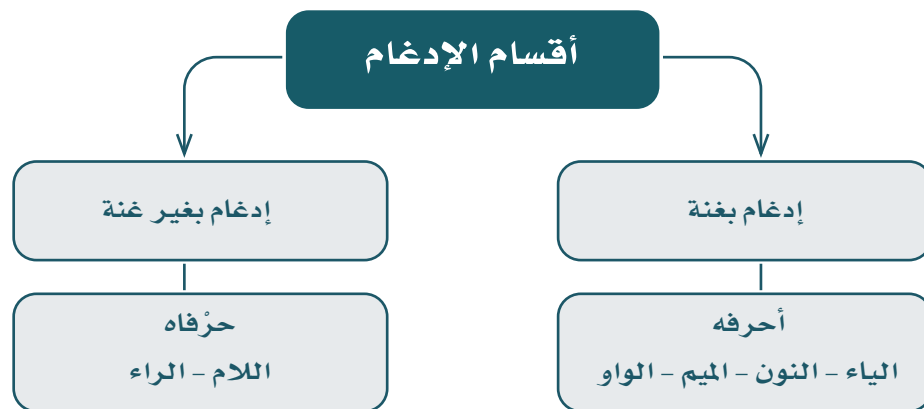 أقسام الإدغام
إدغام بغنة
إدغام بغير غنة
أحرفه
الياء - النون - الميم - الواو
حرْفاه
اللام - الراء